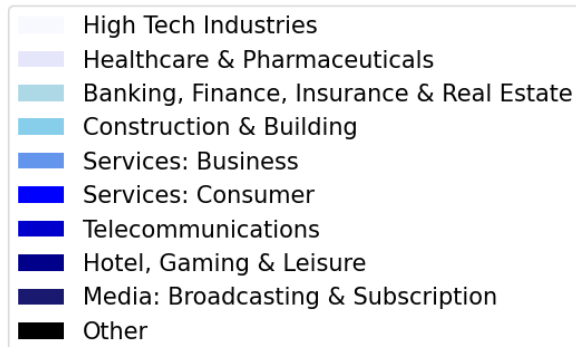 High Tech Industries
Healthcare & Pharmaceuticals
Banking, Finance, Insurance & Real Estate
Construction & Building
Services: Business
Services: Consumer
Telecommunications
Hotel, Gaming & Leisure
Media: Broadcasting & Subscription
Other